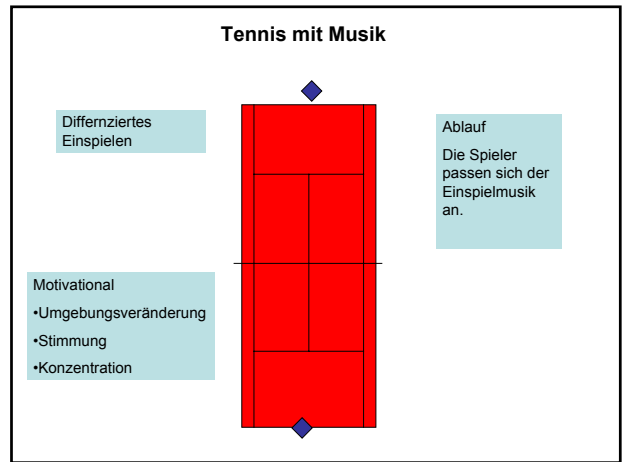 Tennis mit Musik
Differnziertes
Einspielen
Ablauf
Die Spieler
passen sich der
Einspielmusik
an.
Motivational
•Umgebungsveränderung
•Stimmung
•Konzentration